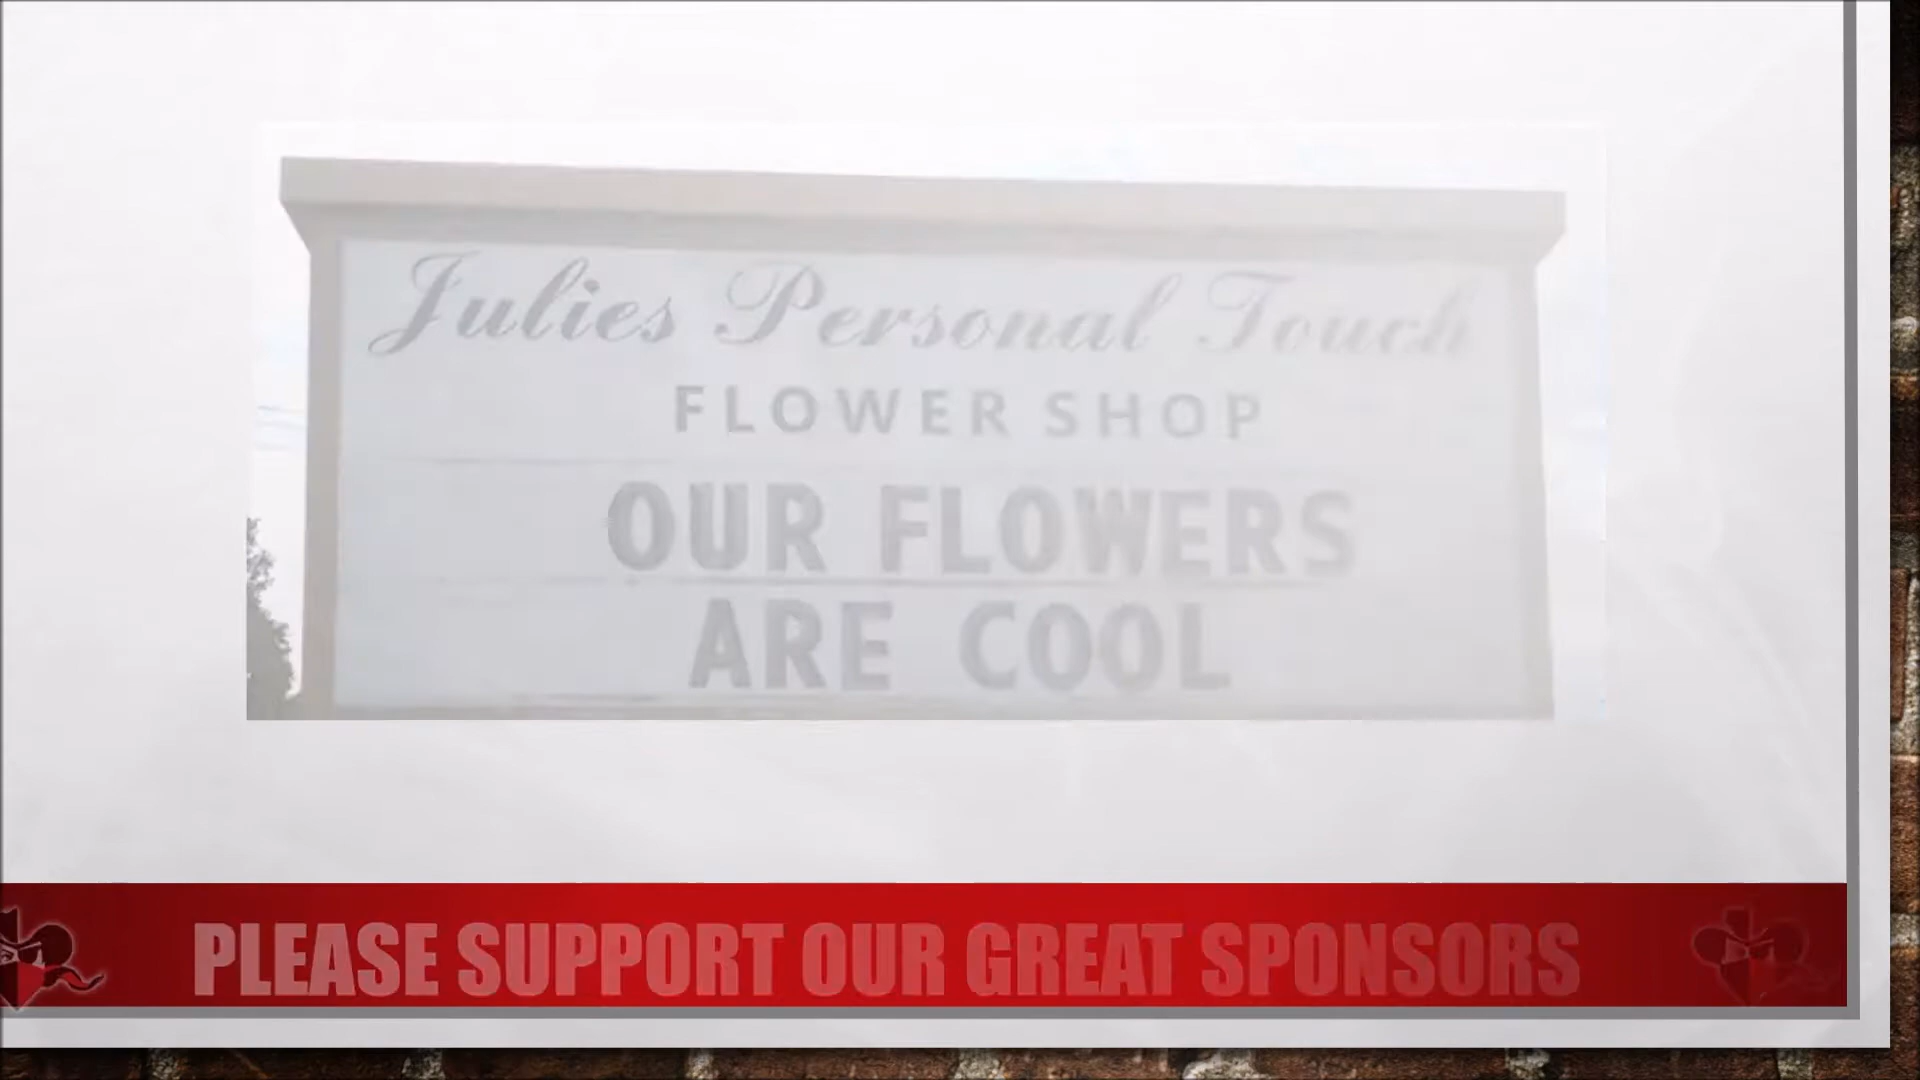 Julies Personal Touch
FLOWER SHOP
OUR FLOWERS
ARE COOL
PLEASE SUPPORT OUR GREAT SPONSORS